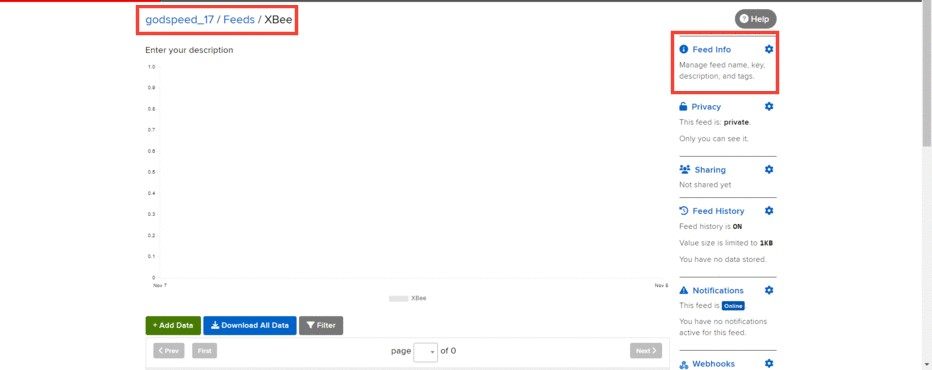 godspeed_17 / Feeds / XBee
Help
Enter your description
1.0
0.9
0.8
0.7
0.6
0.5
0.4
0.3
0.2
0.1
0
Nov 7
Nov 8
XBee
+ Add Data
Download All Data
Filter
< Prev
First
page
of 0
Next >
Feed Info
Manage feed name, key,
description, and tags.
Privacy
This feed is: private.
Only you can see it.
Sharing
Not shared yet
Feed History
Feed history is ON
Value size is limited to 1KB
You have no data stored.
Notifications
This feed is Online
You have no notifications
active for this feed.
Webhooks